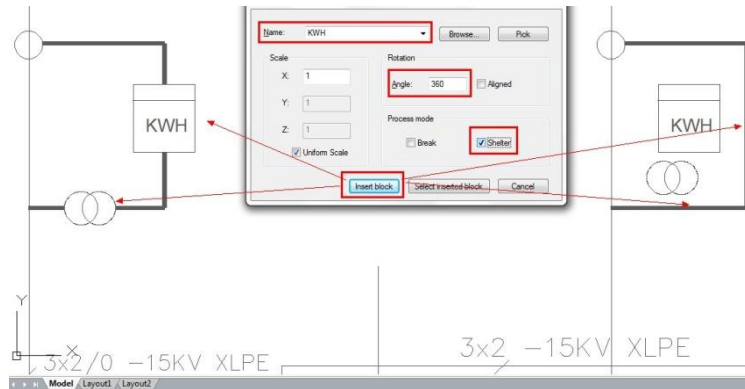 Name: KWH Browse... Pick
Scale Rotation
X: 1 Angle: 360 Aligned
Y: 1
Process mode
Z: 1 Break Shelter
Uniform Scale
Insert block Select inserted block Cancel
KWH
KWH
Y
X
3x2/0 -15KV XLPE
3x2 -15KV XLPE
Model Layout1 Layout2